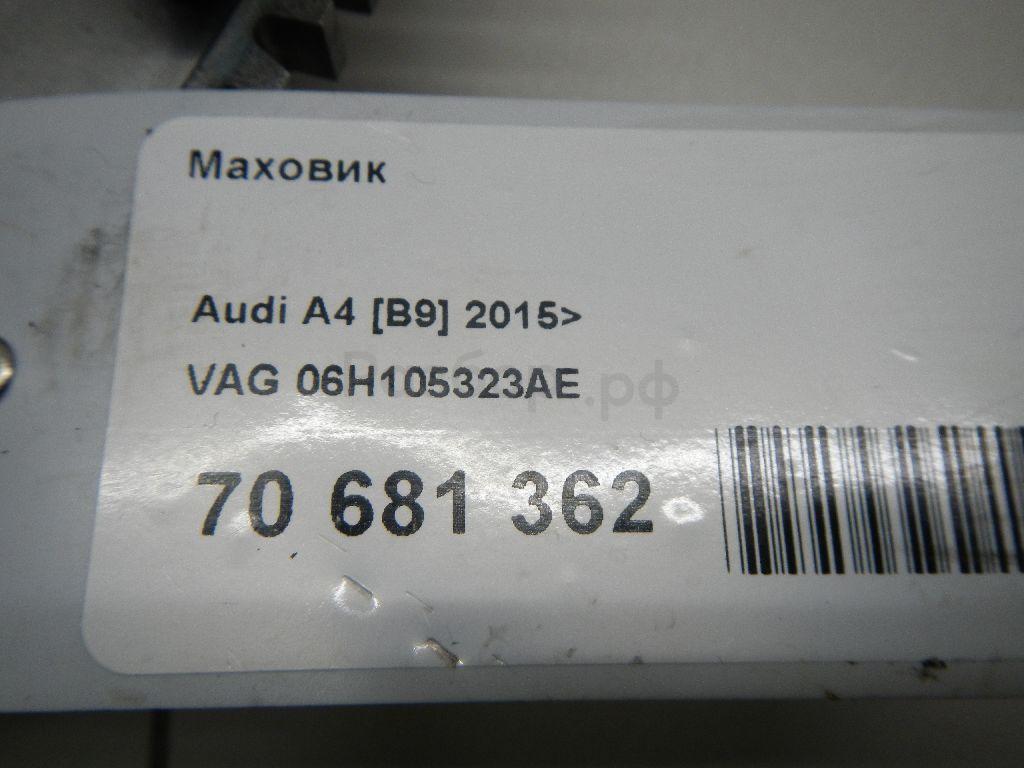 Маховик
Audi A4 [B9] 2015>
VAG 06H105323AE
70 681 362